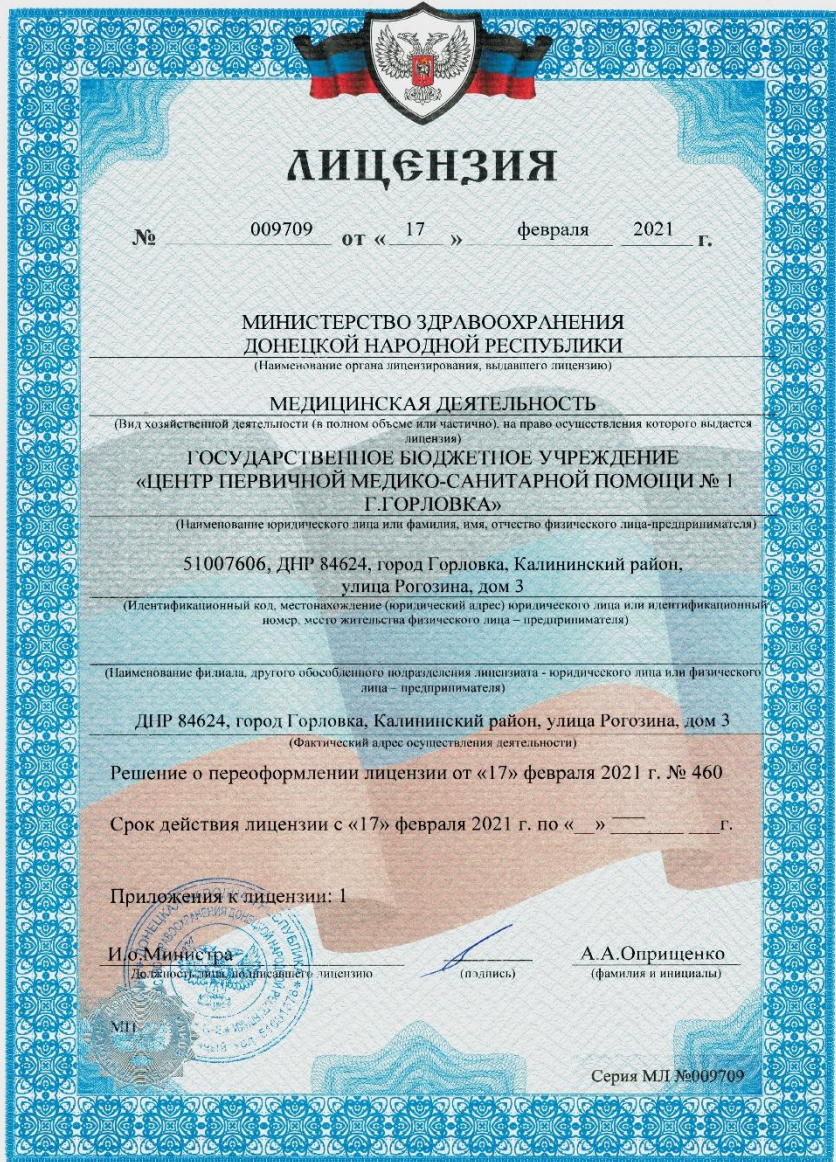 ЛИЦЕНЗИЯ
№ 009709 от « 17 » февраля 2021 г.
МИНИСТЕРСТВО ЗДРАВООХРАНЕНИЯ
ДОНЕЦКОЙ НАРОДНОЙ РЕСПУБЛИКИ
(Наименование органа лицензирования, выдавшего лицензию)
МЕДИЦИНСКАЯ ДЕЯТЕЛЬНОСТЬ
(Вид хозяйственной деятельности (в полном объеме или частично), на право осуществления которого выдается
лицензия)
ГОСУДАРСТВЕННОЕ БЮДЖЕТНОЕ УЧРЕЖДЕНИЕ
«ЦЕНТР ПЕРВИЧНОЙ МЕДИКО-САНИТАРНОЙ ПОМОЩИ № 1
Г.ГОРЛОВКА»
(Наименование юридического лица или фамилия, имя, отчество физического лица-предпринимателя)
51007606, ДНР 84624, город Горловка, Калининский район,
улица Рогозина, дом 3
(Идентификационный код, местонахождение (юридический адрес) юридического лица или идентификационный
номер, место жительства физического лица – предпринимателя)
(Наименование филиала, другого обособленного подразделения лицензиата - юридического лица или физического
лица – предпринимателя)
ДНР 84624, город Горловка, Калининский район, улица Рогозина, дом 3
(Фактический адрес осуществления деятельности)
Решение о переоформлении лицензии от «17» февраля 2021 г. № 460
Срок действия лицензии с «17» февраля 2021 г. по «__» ____ ____ ___г.
Приложения к лицензии: 1
И.о.Министра А.А.Оприщенко
Должность лица, подписавшего лицензию (подпись) (фамилия и инициалы)
МП
Серия МЛ №009709